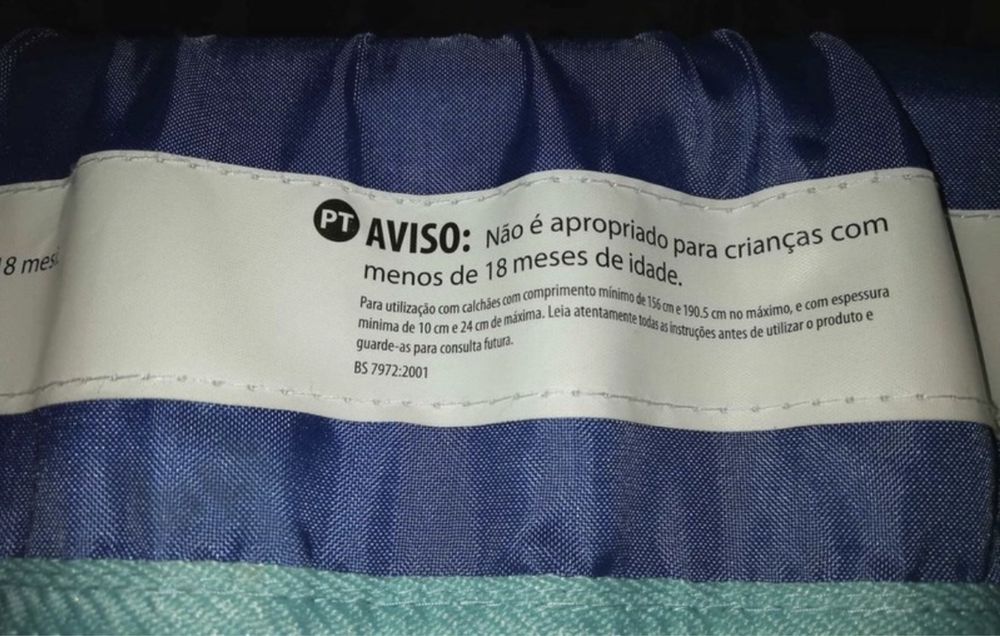 8 mesi
PT AVISO: Não é apropriado para crianças com
menos de 18 meses de idade.
Para utilização com calchães com comprimento mínimo de 156 cm e 190.5 cm no máximo, e com espessura
minima de 10 cm e 24 cm de máxima. Leia atentamente todas as instruções antes de utilizar o produto e
guarde-as para consulta futura.
BS 7972:2001